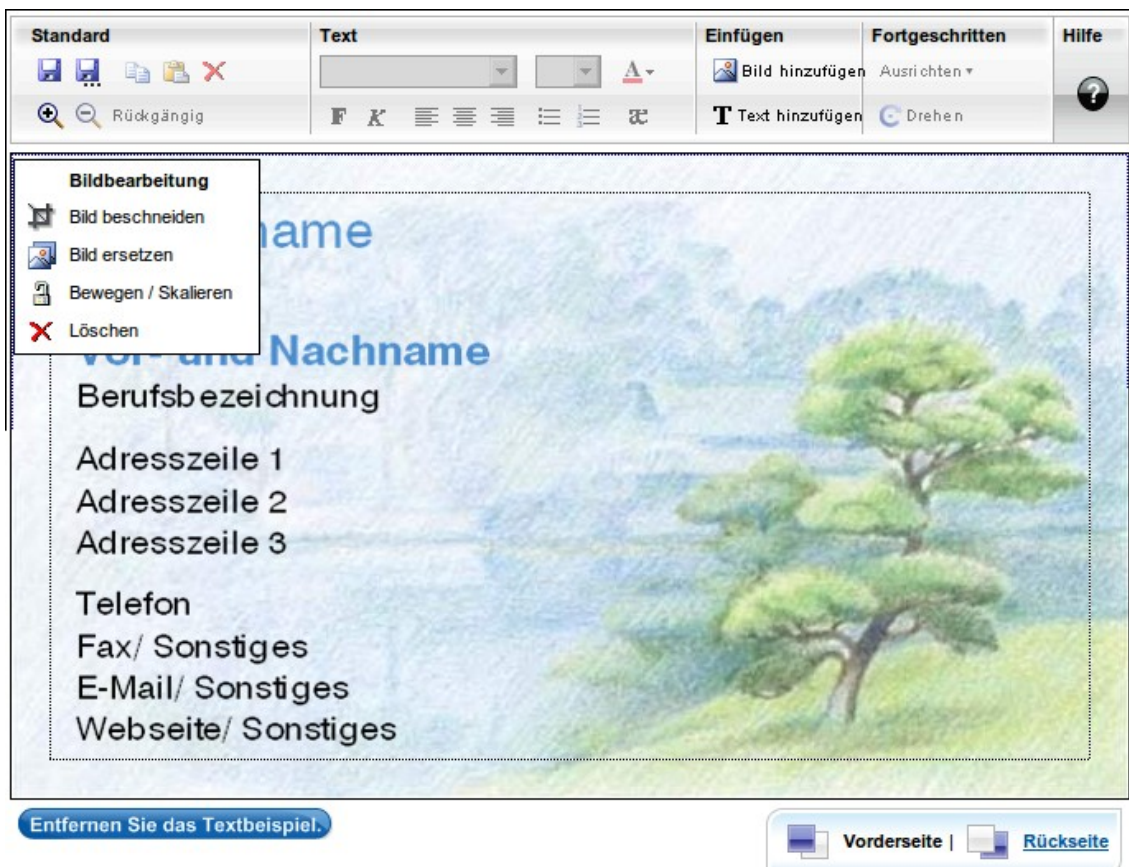 Standard
Text
Einfügen
Fortgeschritten
Hilfe
A
Bild hinzufügen
Ausrichten
?
Rückgängig
F K
æ
T Text hinzufügen
Drehen
Bildbearbeitung
Bild beschneiden
Bild ersetzen
Bewegen / Skalieren
Löschen
ame
Vor- und Nachname
Berufsbezeichnung
Adresszeile 1
Adresszeile 2
Adresszeile 3
Telefon
Fax/ Sonstiges
E-Mail/ Sonstiges
Webseite/ Sonstiges
Entfernen Sie das Textbeispiel.
Vorderseite | Rückseite